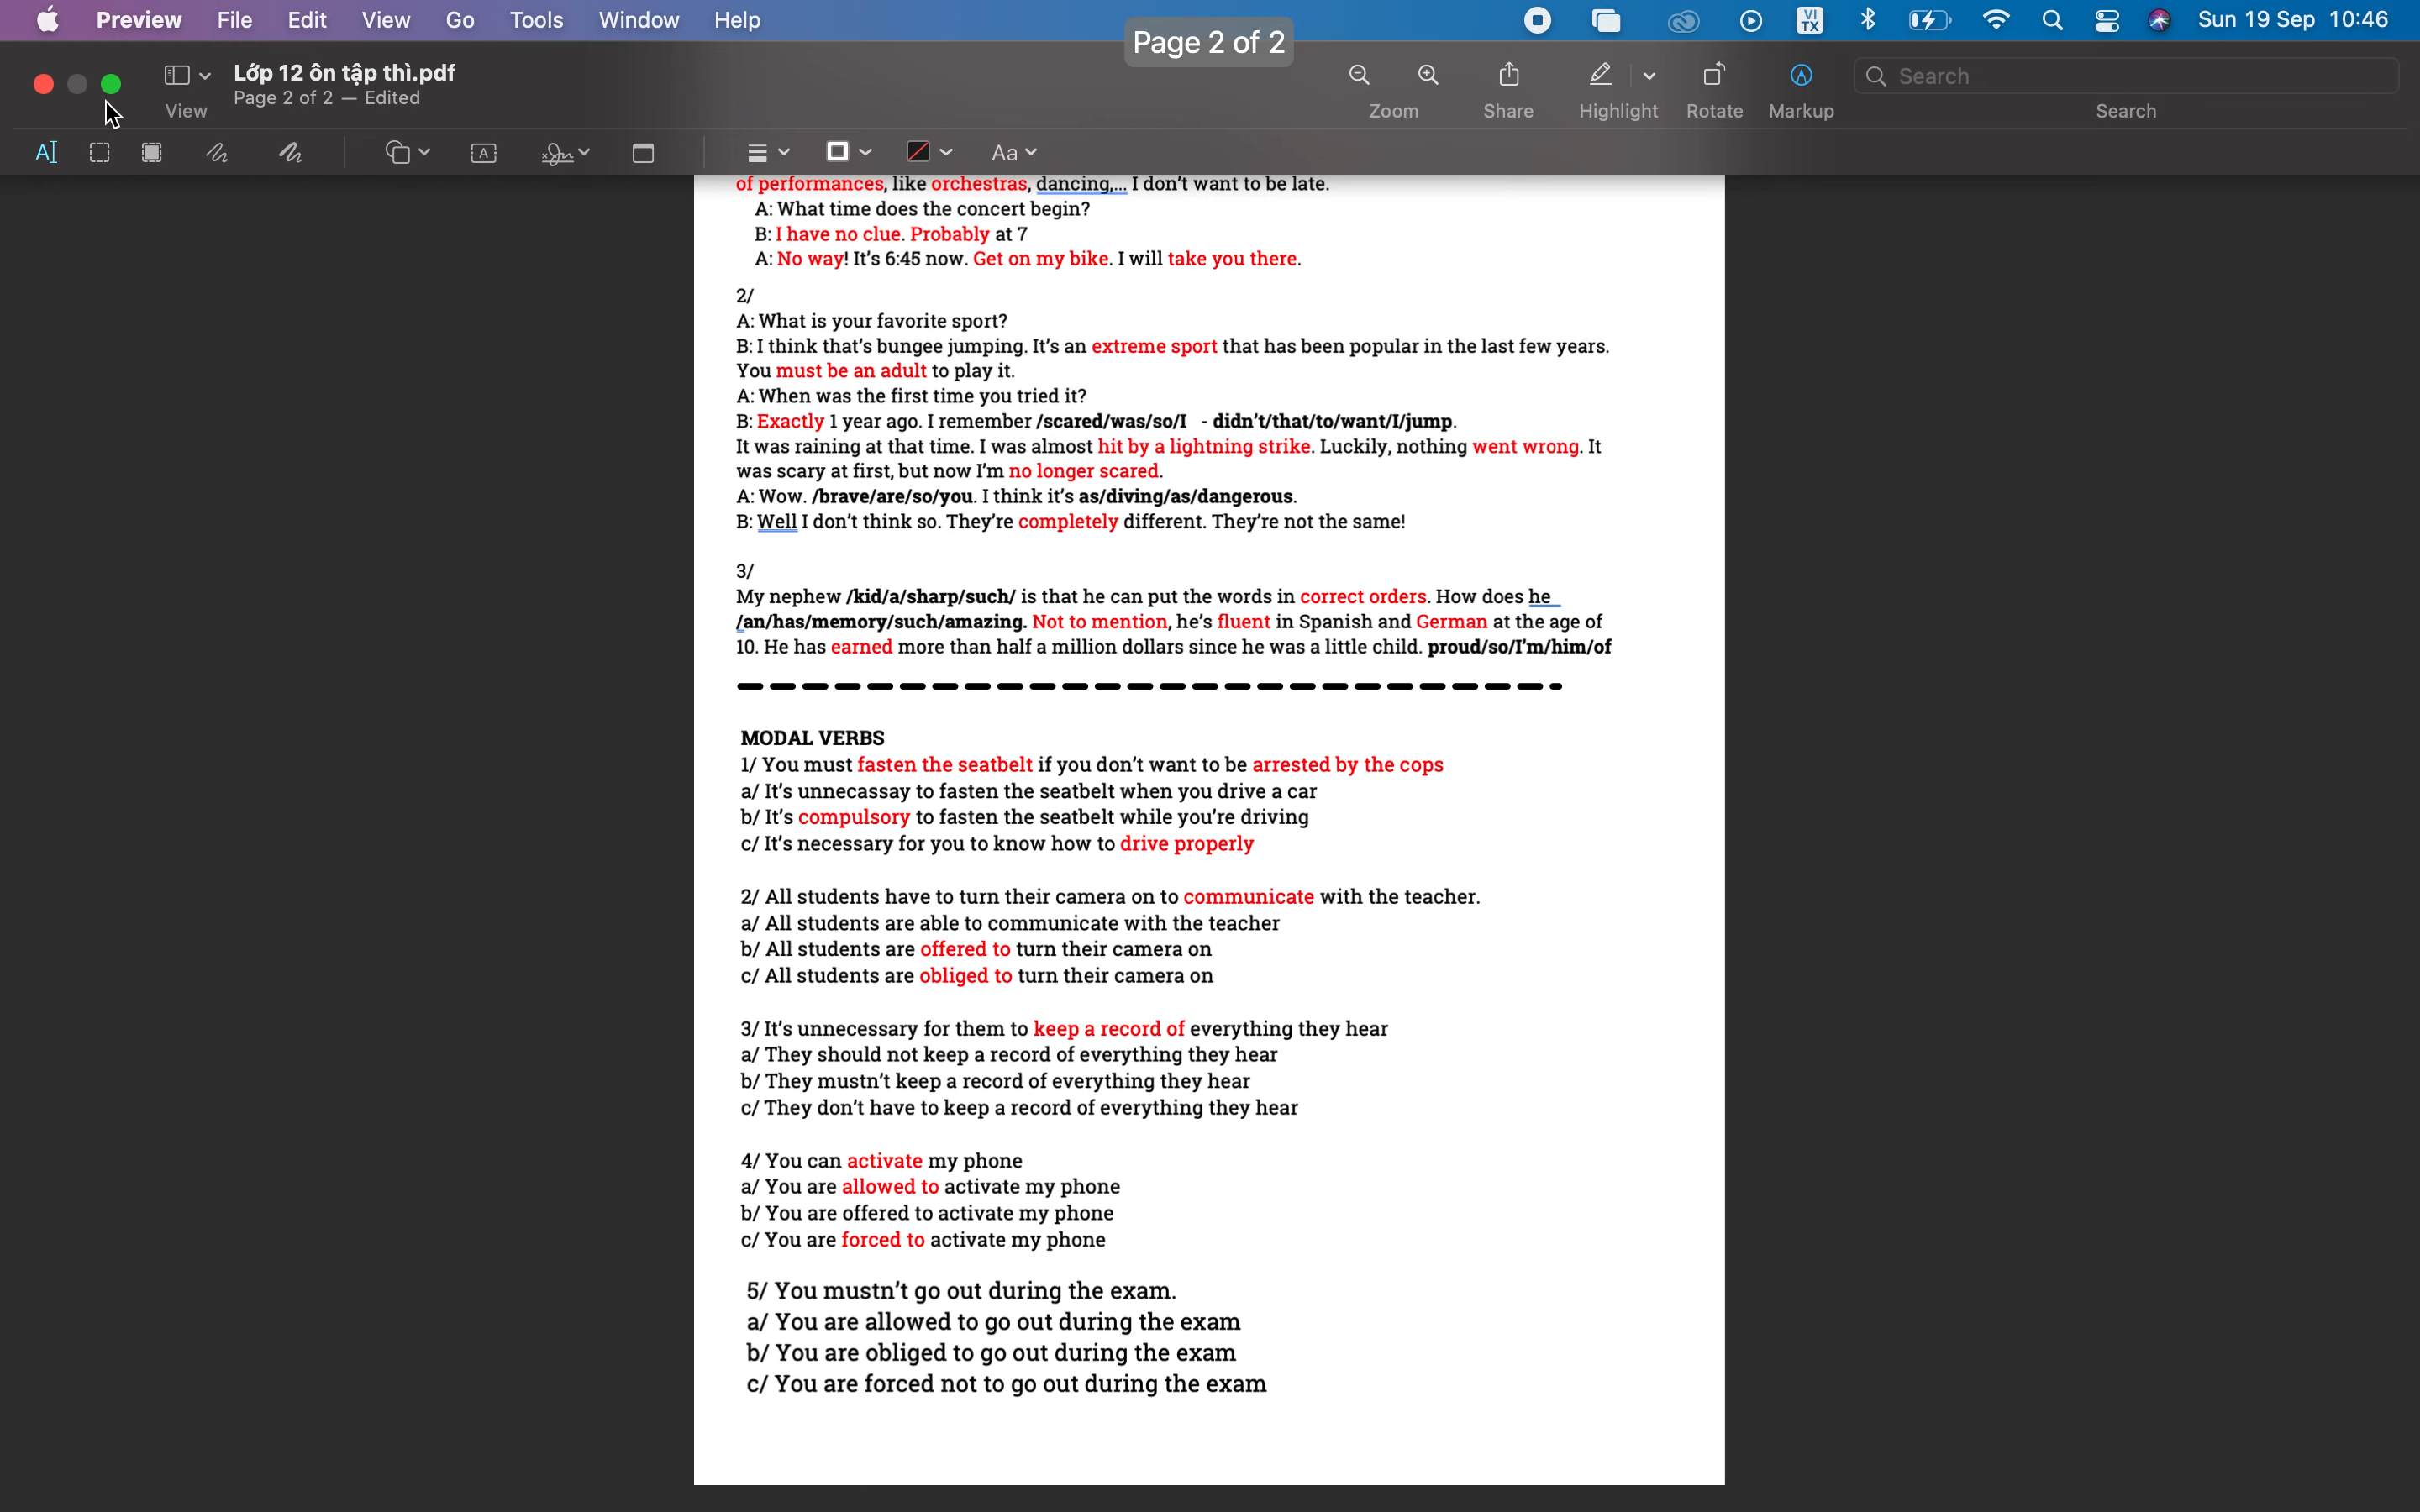 Preview File Edit View Go Tools Window Help VI TX Sun 19 Sep 10:46
Page 2 of 2
Lớp 12 ôn tập thì.pdf
Page 2 of 2 — Edited
View Zoom Share Highlight Rotate Markup Search
Search
of performances, like orchestras, dancing,... I don't want to be late.
A: What time does the concert begin?
B: I have no clue. Probably at 7
A: No way! It's 6:45 now. Get on my bike. I will take you there.
2/
A: What is your favorite sport?
B: I think that's bungee jumping. It's an extreme sport that has been popular in the last few years.
You must be an adult to play it.
A: When was the first time you tried it?
B: Exactly 1 year ago. I remember /scared/was/so/I - didn't/that/to/want/I/jump.
It was raining at that time. I was almost hit by a lightning strike. Luckily, nothing went wrong. It
was scary at first, but now I'm no longer scared.
A: Wow. /brave/are/so/you. I think it's as/diving/as/dangerous.
B: Well I don't think so. They're completely different. They're not the same!
3/
My nephew /kid/a/sharp/such/ is that he can put the words in correct orders. How does he
/an/has/memory/such/amazing. Not to mention, he's fluent in Spanish and German at the age of
10. He has earned more than half a million dollars since he was a little child. proud/so/I'm/him/of
MODAL VERBS
1/ You must fasten the seatbelt if you don't want to be arrested by the cops
a/ It's unnecassay to fasten the seatbelt when you drive a car
b/ It's compulsory to fasten the seatbelt while you're driving
c/ It's necessary for you to know how to drive properly
2/ All students have to turn their camera on to communicate with the teacher.
a/ All students are able to communicate with the teacher
b/ All students are offered to turn their camera on
c/ All students are obliged to turn their camera on
3/ It's unnecessary for them to keep a record of everything they hear
a/ They should not keep a record of everything they hear
b/ They mustn't keep a record of everything they hear
c/ They don't have to keep a record of everything they hear
4/ You can activate my phone
a/ You are allowed to activate my phone
b/ You are offered to activate my phone
c/ You are forced to activate my phone
5/ You mustn't go out during the exam.
a/ You are allowed to go out during the exam
b/ You are obliged to go out during the exam
c/ You are forced not to go out during the exam